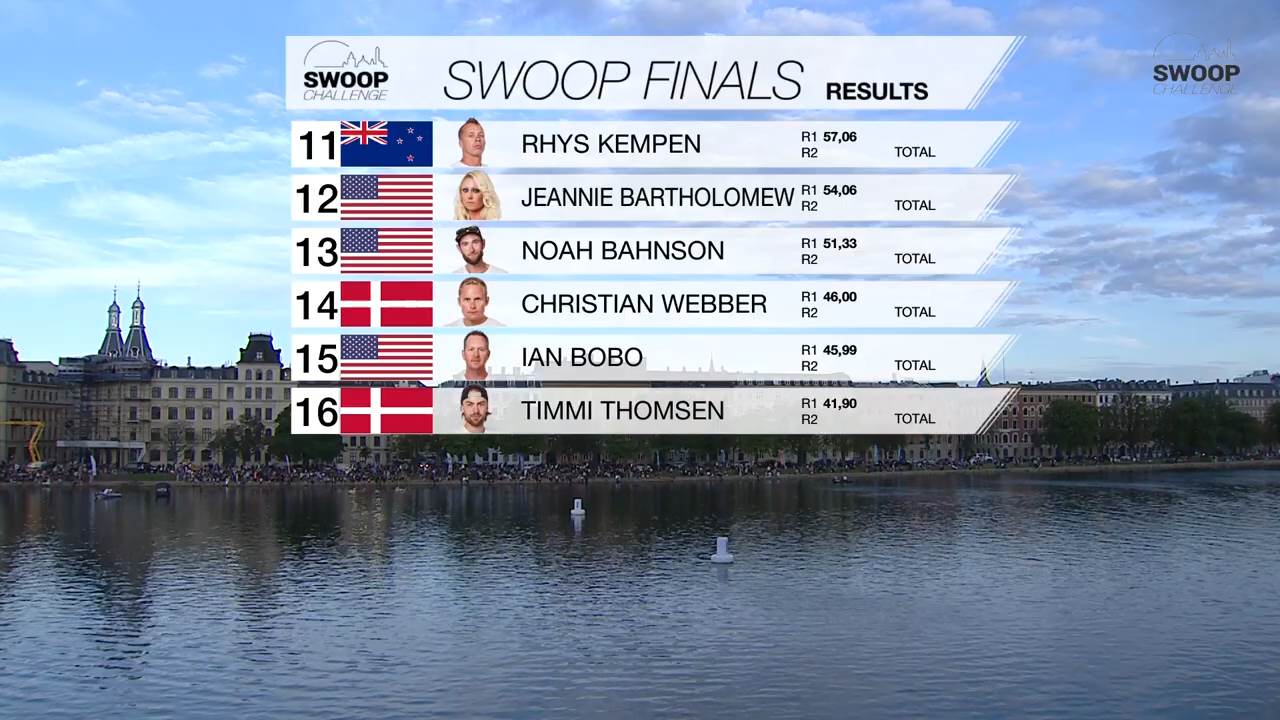 SWOOP
CHALLENGE
SWOOP FINALS RESULTS
SWOOP
CHALLENGE
11 RHYS KEMPEN R1 57,06
R2 TOTAL
12 JEANNIE BARTHOLOMEW R1 54,06
R2 TOTAL
13 NOAH BAHNSON R1 51,33
R2 TOTAL
14 CHRISTIAN WEBBER R1 46,00
R2 TOTAL
15 IAN BOBO R1 45,99
R2 TOTAL
16 TIMMI THOMSEN R1 41,90
R2 TOTAL